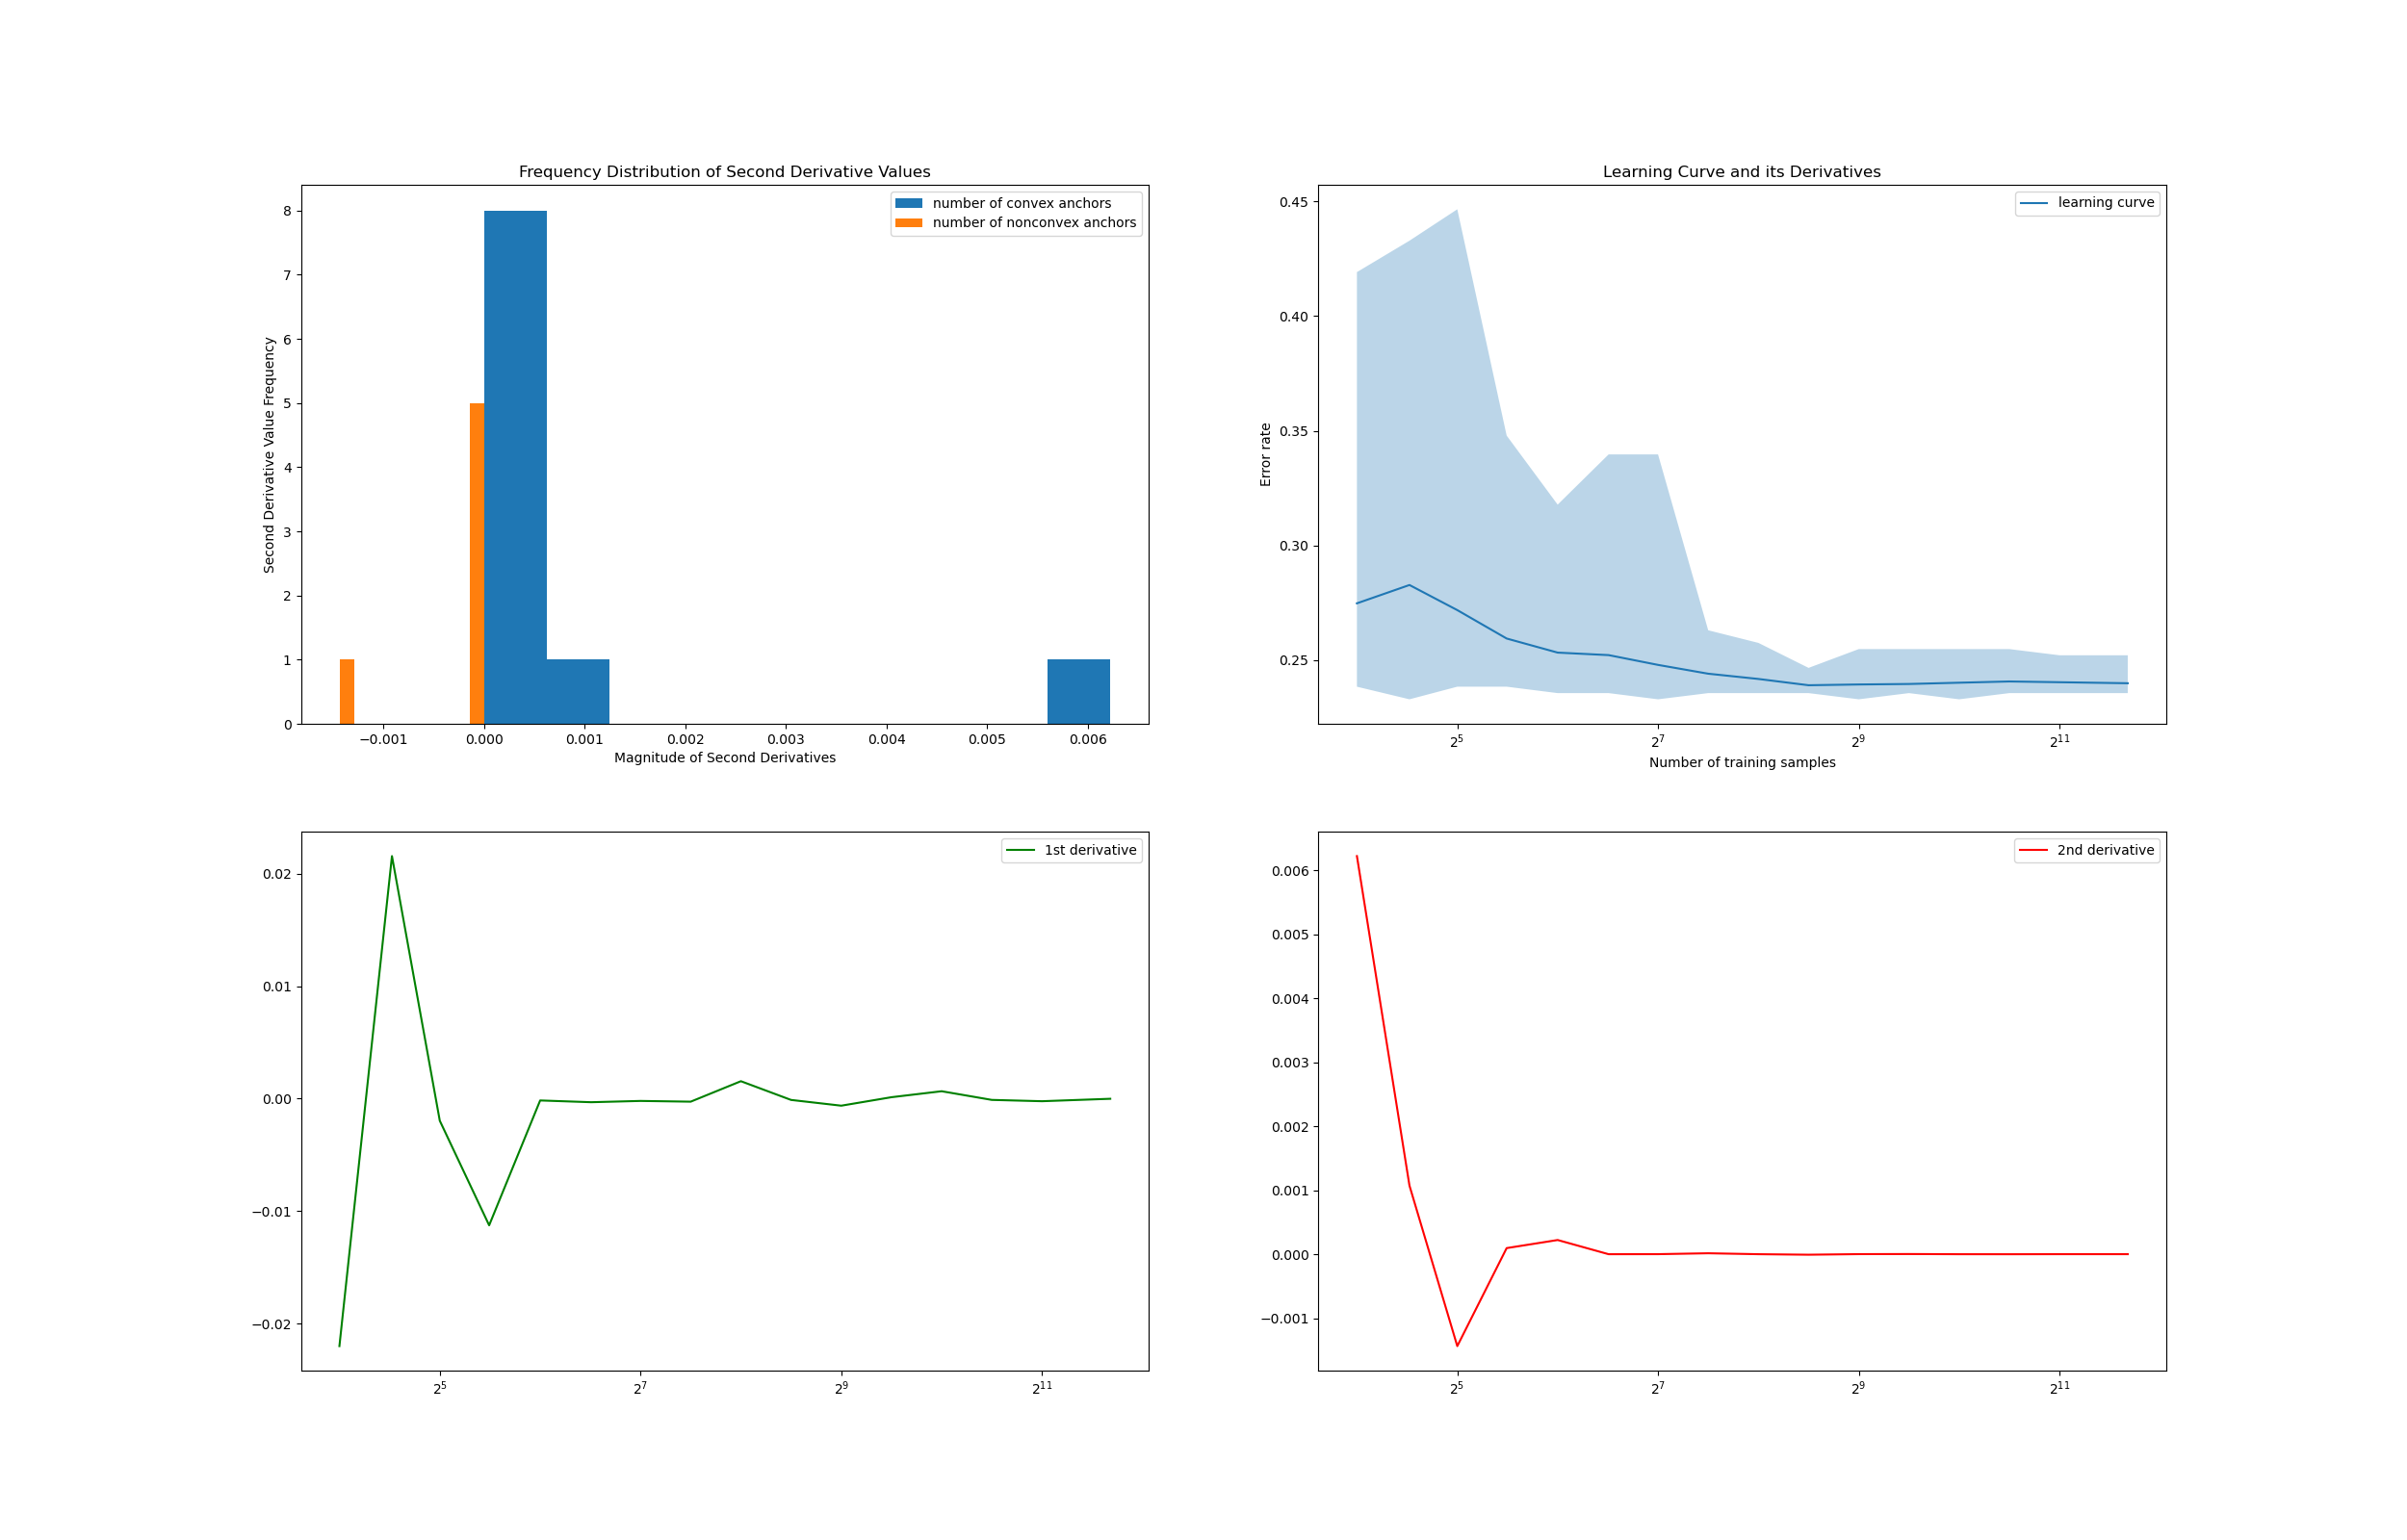 Frequency Distribution of Second Derivative Values
number of convex anchors
number of nonconvex anchors
8
7
6
5
4
3
2
1
0
Second Derivative Value Frequency
−0.001 0.000 0.001 0.002 0.003 0.004 0.005 0.006
Magnitude of Second Derivatives
Learning Curve and its Derivatives
learning curve
0.45
0.40
0.35
0.30
0.25
Error rate
2^5 2^7 2^9 2^11
Number of training samples
1st derivative
0.02
0.01
0.00
−0.01
−0.02
2^5 2^7 2^9 2^11
2nd derivative
0.006
0.005
0.004
0.003
0.002
0.001
0.000
−0.001
2^5 2^7 2^9 2^11